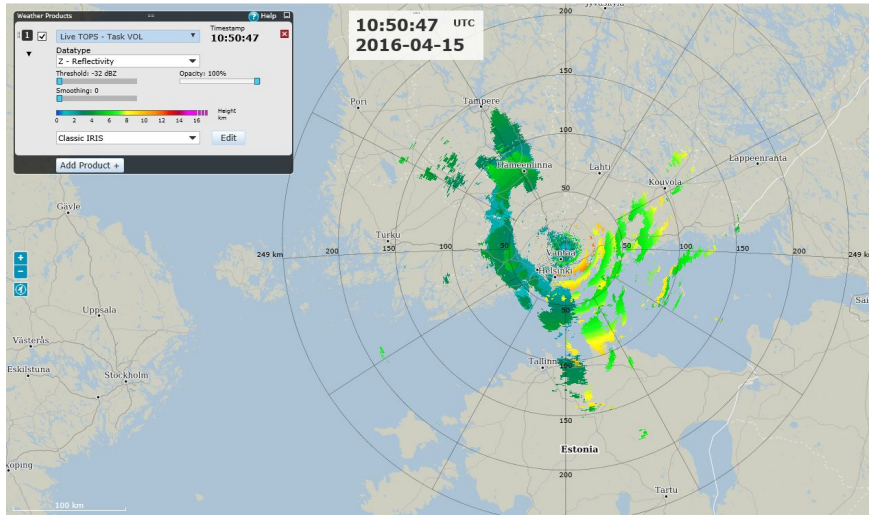 Weather Products
Help
1
Live TOPS - Task VOL
Timestamp
10:50:47
Datatype
Z - Reflectivity
Threshold: -32 dBZ
Opacity: 100%
Smoothing: 0
0 2 4 6 8 10 12 14 16
Height
km
Classic IRIS
Edit
Add Product +
10:50:47 UTC
2016-04-15
200
150
Pori
Tampere
100
Hämeenlinna
Lahti
Lappeenranta
Kouvola
50
Gävle
Turku
249 km
200
150
50
Vantaa
Helsinki
50
100
150
200
249 km
Uppsala
50
Västerås
Eskilstuna
Stockholm
Tallinn
100
150
Estonia
200
Tartu
100 km